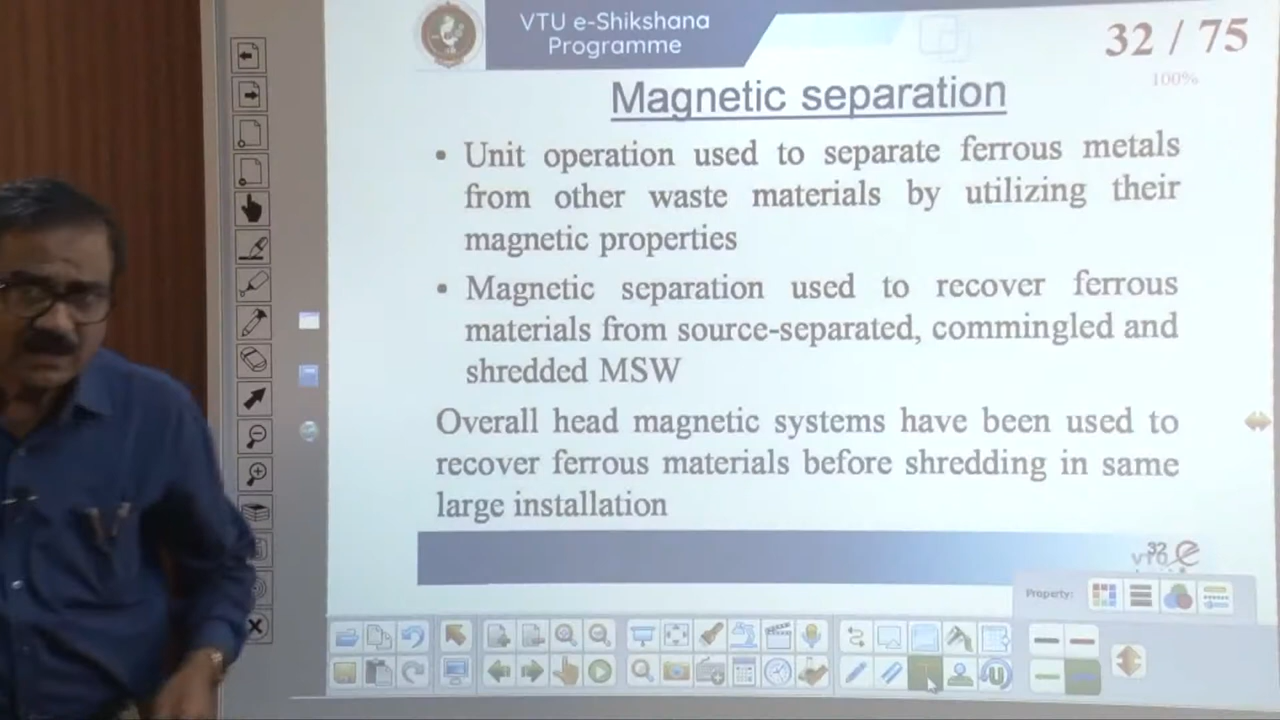 VTU e-Shikshana
Programme
32 / 75
100%
Magnetic separation
• Unit operation used to separate ferrous metals
from other waste materials by utilizing their
magnetic properties
• Magnetic separation used to recover ferrous
materials from source-separated, commingled and
shredded MSW
Overall head magnetic systems have been used to
recover ferrous materials before shredding in same
large installation
32
VTU e
Property: